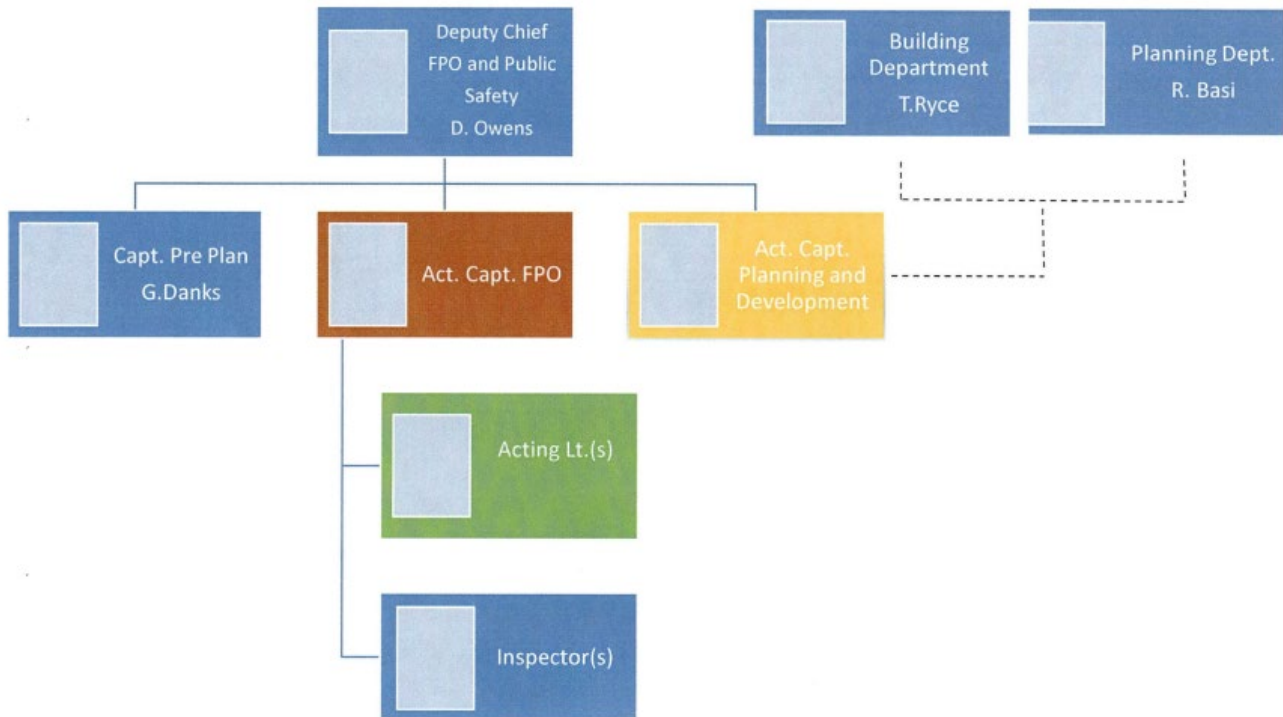 Deputy Chief
FPO and Public
Safety
D. Owens
Building
Department
T.Ryce
Planning Dept.
R. Basi
Capt. Pre Plan
G.Danks
Act. Capt. FPO
Act. Capt.
Planning and
Development
Acting Lt.(s)
Inspector(s)